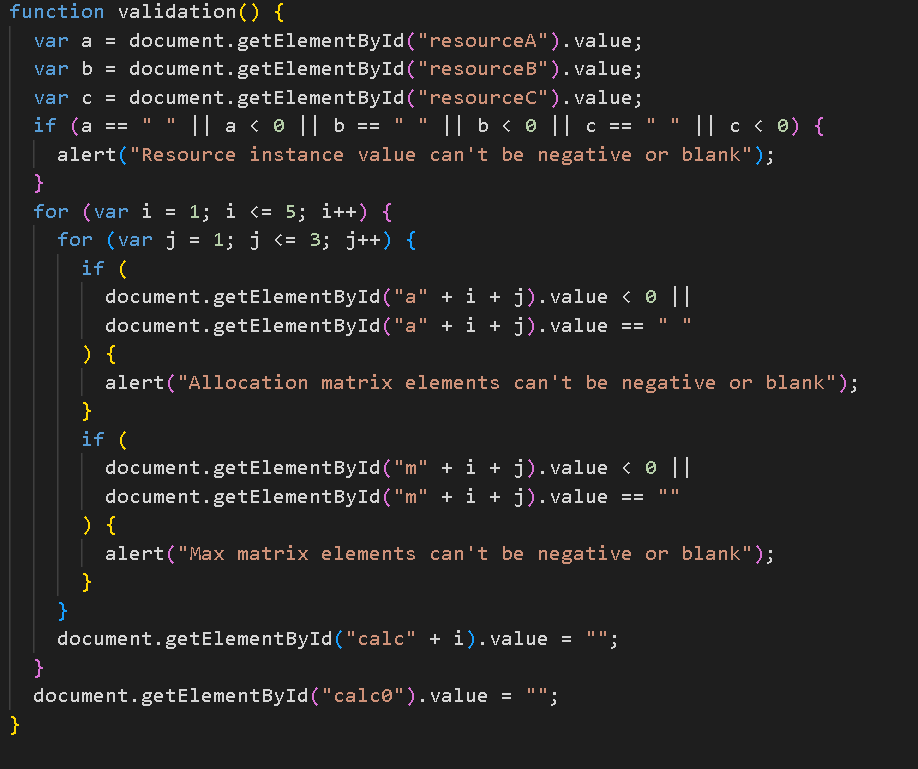 function validation() {
  var a = document.getElementById("resourceA").value;
  var b = document.getElementById("resourceB").value;
  var c = document.getElementById("resourceC").value;
  if (a == " " || a < 0 || b == " " || b < 0 || c == " " || c < 0) {
    alert("Resource instance value can't be negative or blank");
  }
  for (var i = 1; i <= 5; i++) {
    for (var j = 1; j <= 3; j++) {
      if (
        document.getElementById("a" + i + j).value < 0 ||
        document.getElementById("a" + i + j).value == " "
      ) {
        alert("Allocation matrix elements can't be negative or blank");
      }
      if (
        document.getElementById("m" + i + j).value < 0 ||
        document.getElementById("m" + i + j).value == ""
      ) {
        alert("Max matrix elements can't be negative or blank");
      }
    }
    document.getElementById("calc" + i).value = "";
  }
  document.getElementById("calc0").value = "";
}